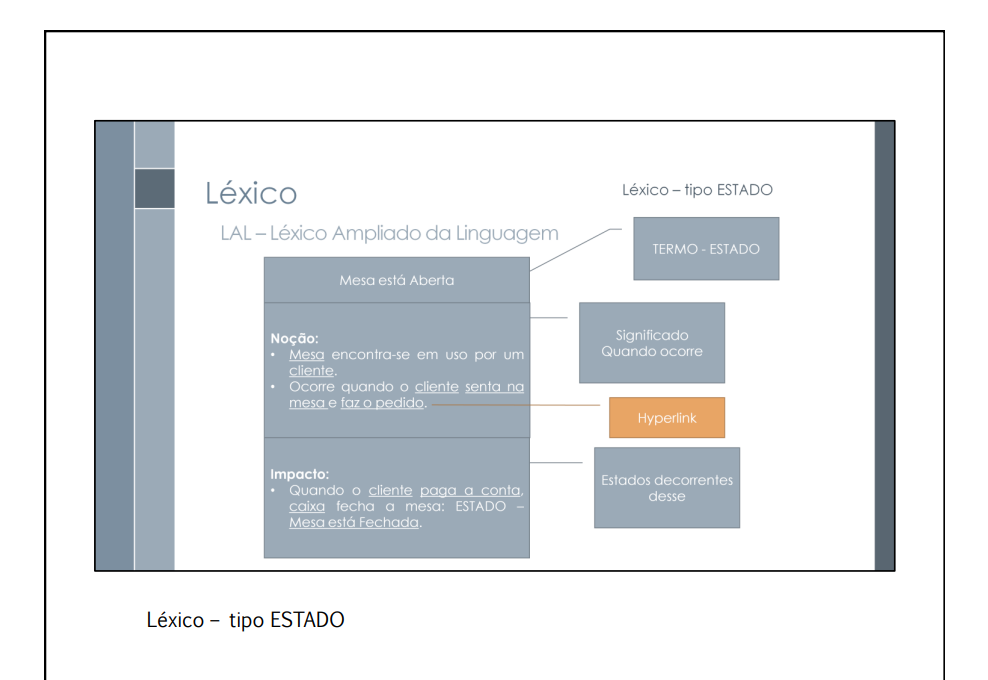 Léxico
Léxico – tipo ESTADO
LAL – Léxico Ampliado da Linguagem
TERMO - ESTADO
Mesa está Aberta
Noção:
• Mesa encontra-se em uso por um
cliente.
• Ocorre quando o cliente senta na
mesa e faz o pedido.
Significado
Quando ocorre
Hyperlink
Impacto:
• Quando o cliente paga a conta,
caixa fecha a mesa: ESTADO –
Mesa está Fechada.
Estados decorrentes
desse
Léxico – tipo ESTADO